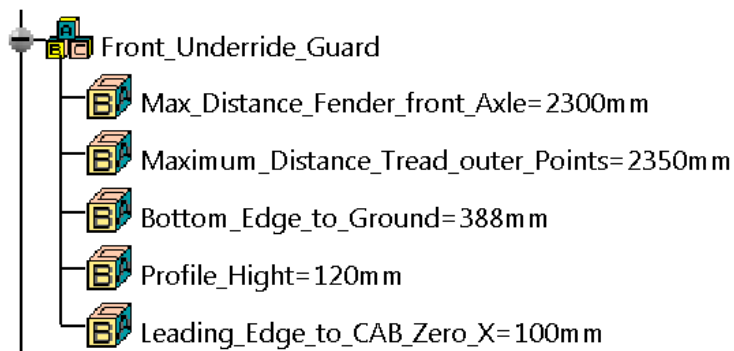 Front_Underride_Guard
Max_Distance_Fender_front_Axle=2300mm
Maximum_Distance_Tread_outer_Points=2350mm
Bottom_Edge_to_Ground=388mm
Profile_Hight=120mm
Leading_Edge_to_CAB_Zero_X=100mm